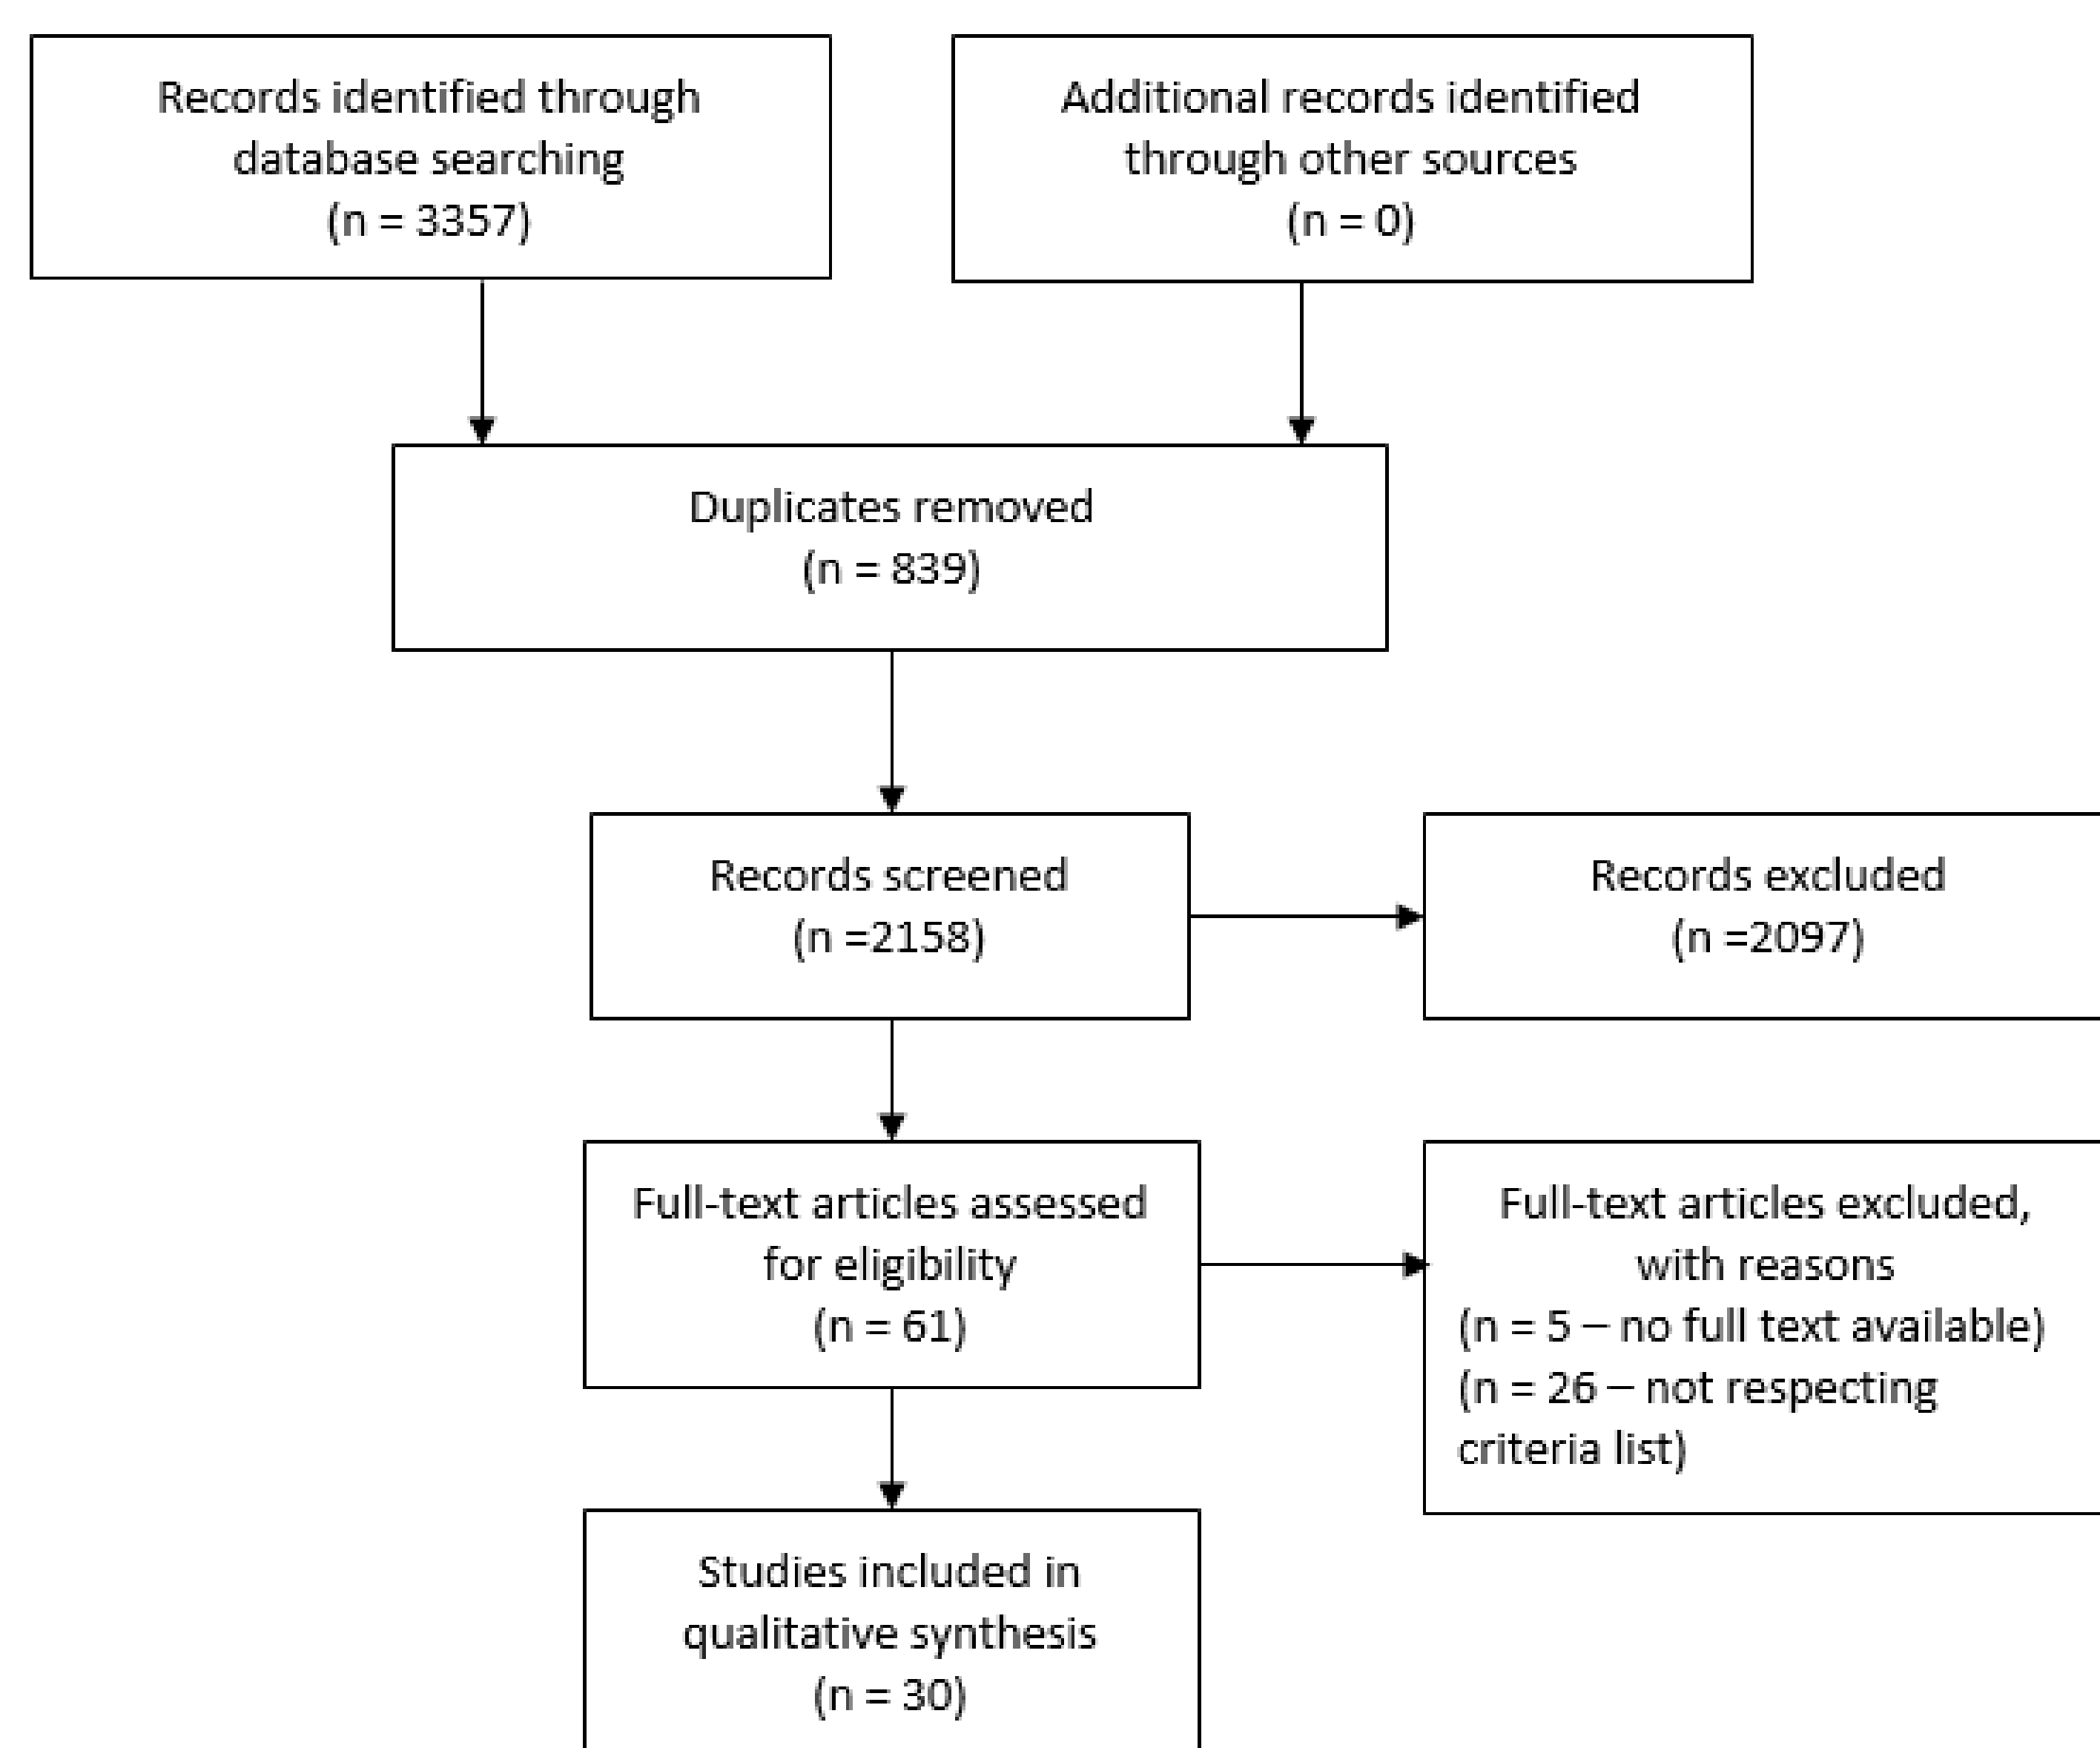 Records identified through
database searching
(n = 3357)
Additional records identified
through other sources
(n = 0)
Duplicates removed
(n = 839)
Records screened
(n =2158)
Records excluded
(n =2097)
Full-text articles assessed
for eligibility
(n = 61)
Full-text articles excluded,
with reasons
(n = 5 – no full text available)
(n = 26 – not respecting
criteria list)
Studies included in
qualitative synthesis
(n = 30)